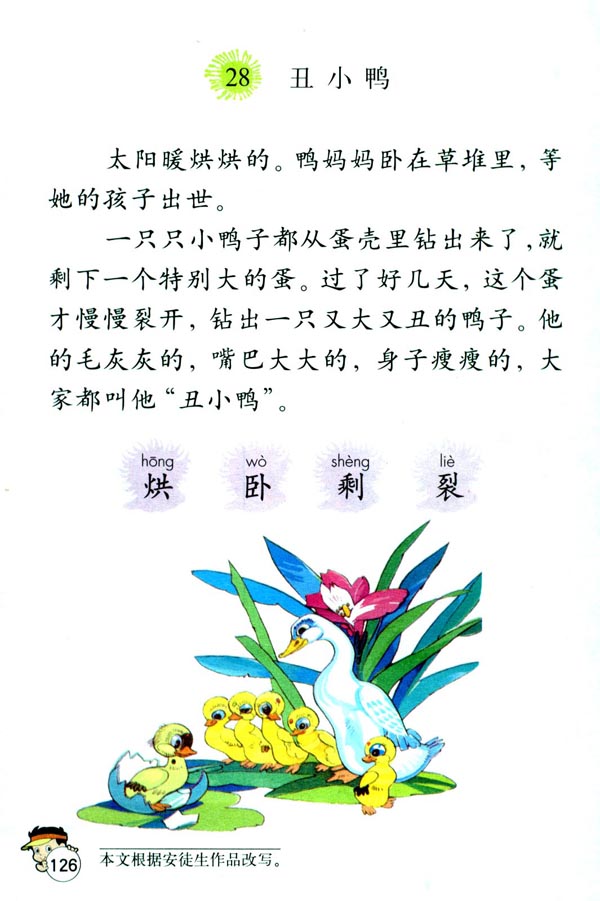 28 丑小鸭
太阳暖烘烘的。鸭妈妈卧在草堆里，等
她的孩子出世。
一只只小鸭子都从蛋壳里钻出来了，就
剩下一个特别大的蛋。过了好几天，这个蛋
才慢慢裂开，钻出一只又大又丑的鸭子。他
的毛灰灰的，嘴巴大大的，身子瘦瘦的，大
家都叫他“丑小鸭”。
hōng wò shèng liè
烘 卧 剩 裂
126 本文根据安徒生作品改写。